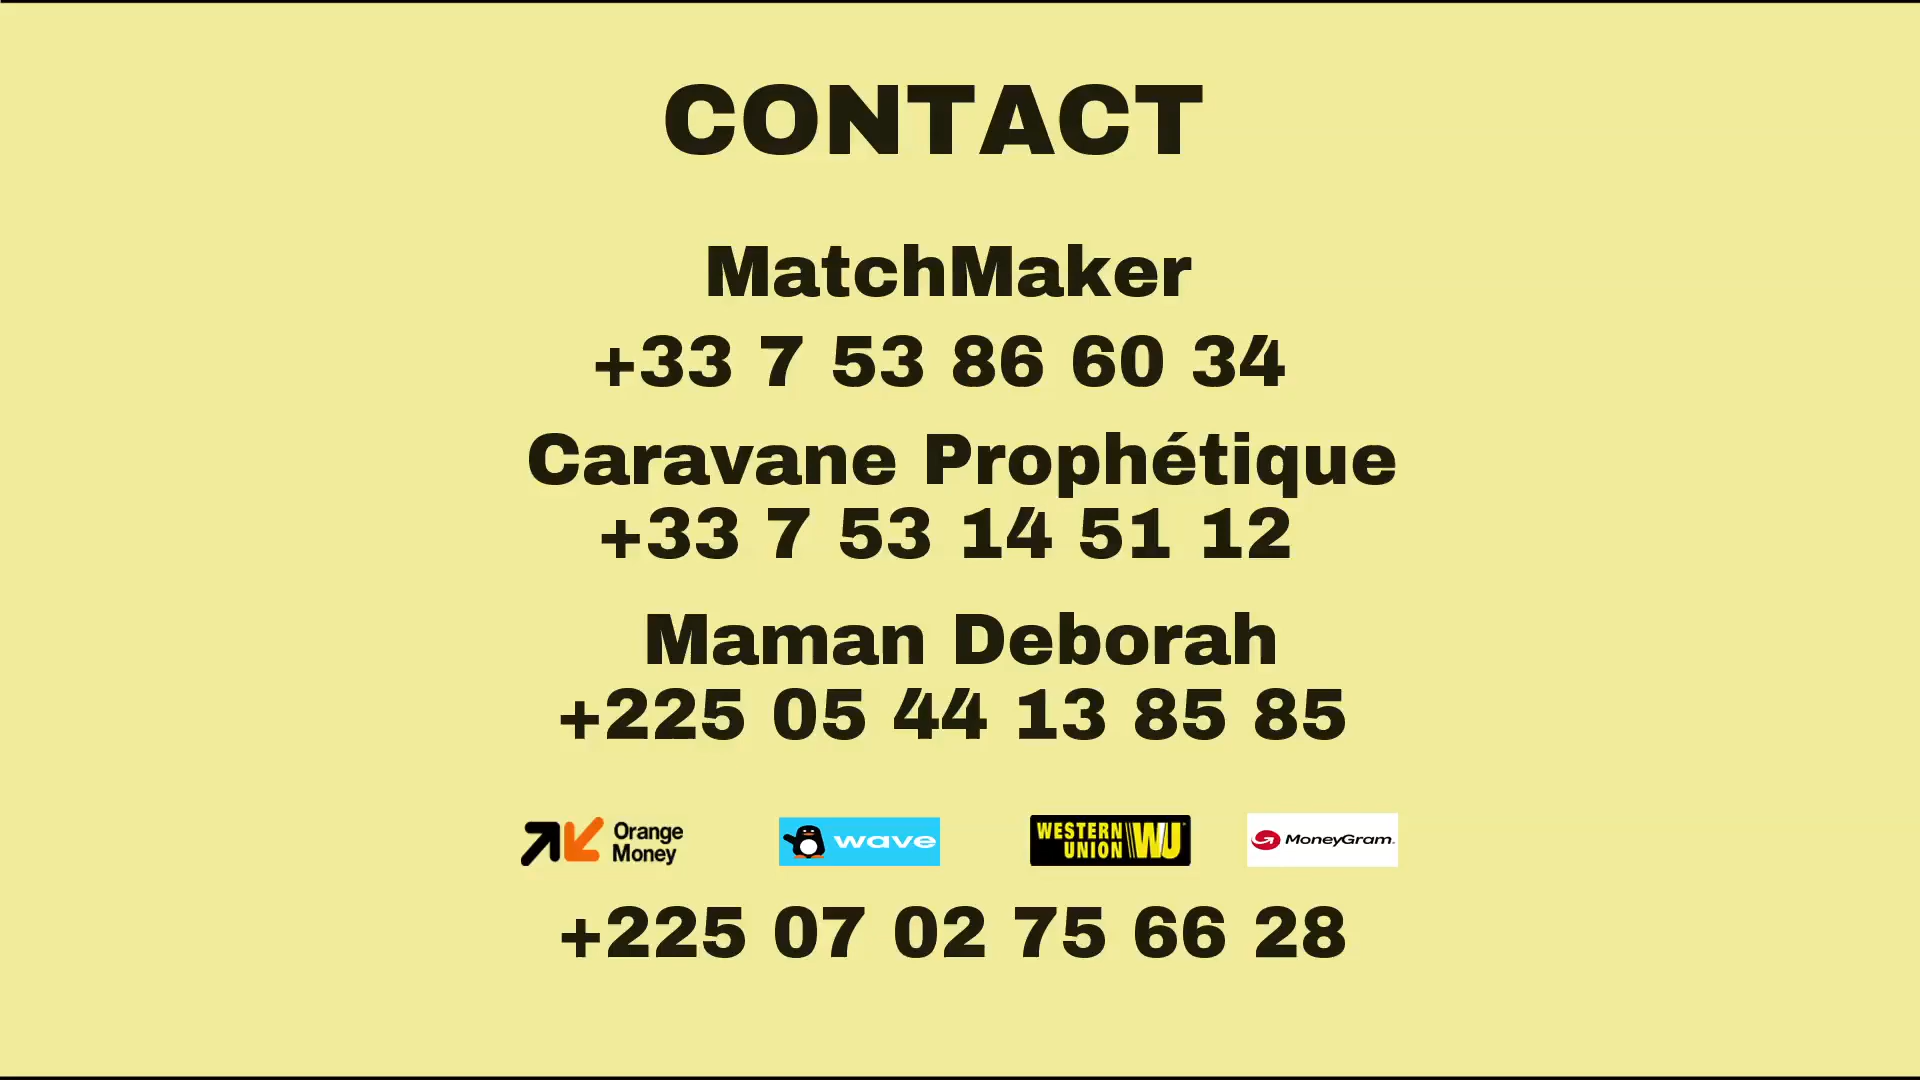 CONTACT
MatchMaker
+33 7 53 86 60 34
Caravane Prophétique
+33 7 53 14 51 12
Maman Deborah
+225 05 44 13 85 85
Orange
Money
wave
WESTERN
UNION WU
MoneyGram
+225 07 02 75 66 28